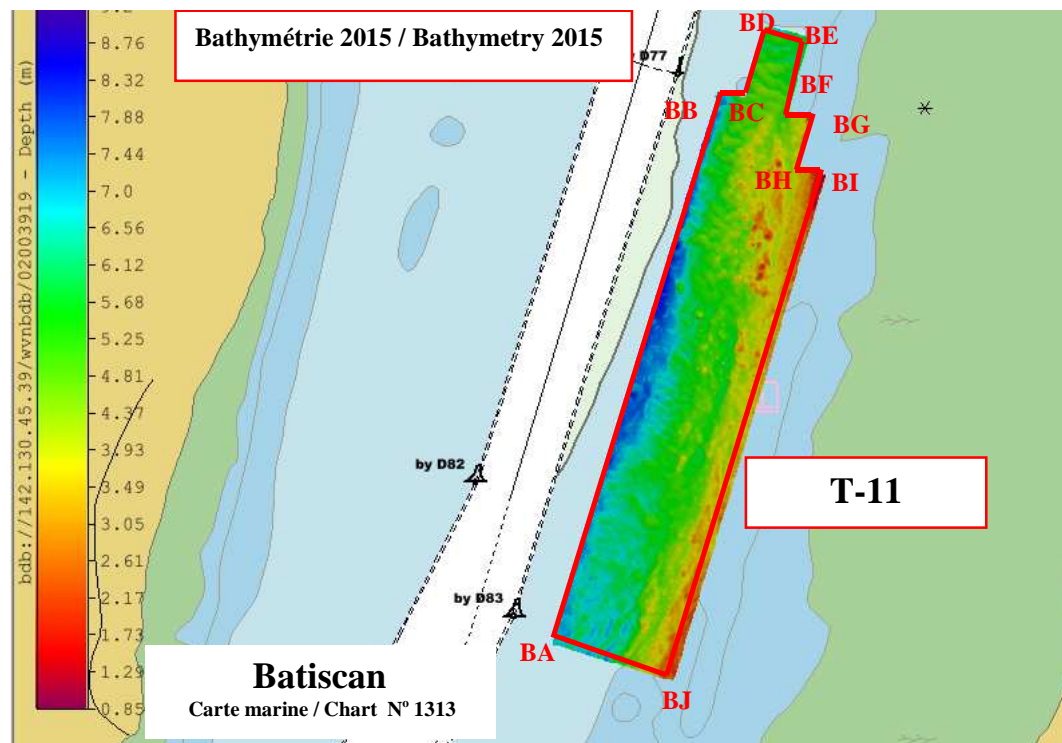 Bathymétrie 2015 / Bathymetry 2015
bdb://142.130.45.39/wvnbdb/02003919 - Depth (m)
8.76
8.32
7.88
7.44
7.0
6.56
6.12
5.68
5.25
4.81
4.37
3.93
3.49
3.05
2.61
2.17
1.73
1.29
0.85
D77
BD
BE
BF
BB
BC
BG
BH
BI
by D82
T-11
by D83
BA
BJ
Batiscan
Carte marine / Chart Nº 1313